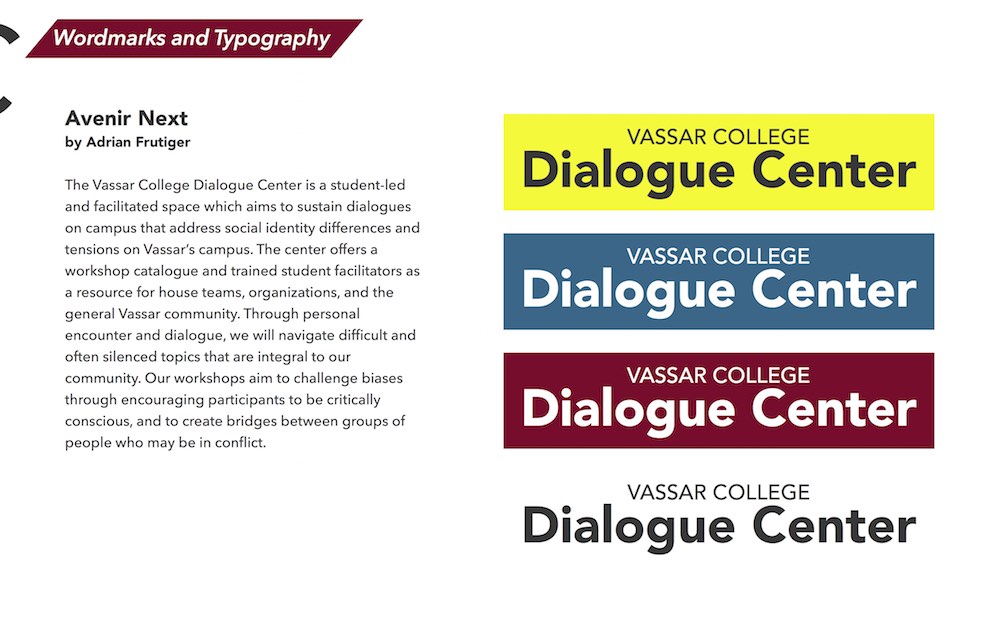 Wordmarks and Typography
Avenir Next
by Adrian Frutiger
The Vassar College Dialogue Center is a student-led
and facilitated space which aims to sustain dialogues
on campus that address social identity differences and
tensions on Vassar’s campus. The center offers a
workshop catalogue and trained student facilitators as
a resource for house teams, organizations, and the
general Vassar community. Through personal
encounter and dialogue, we will navigate difficult and
often silenced topics that are integral to our
community. Our workshops aim to challenge biases
through encouraging participants to be critically
conscious, and to create bridges between groups of
people who may be in conflict.
VASSAR COLLEGE
Dialogue Center
VASSAR COLLEGE
Dialogue Center
VASSAR COLLEGE
Dialogue Center
VASSAR COLLEGE
Dialogue Center